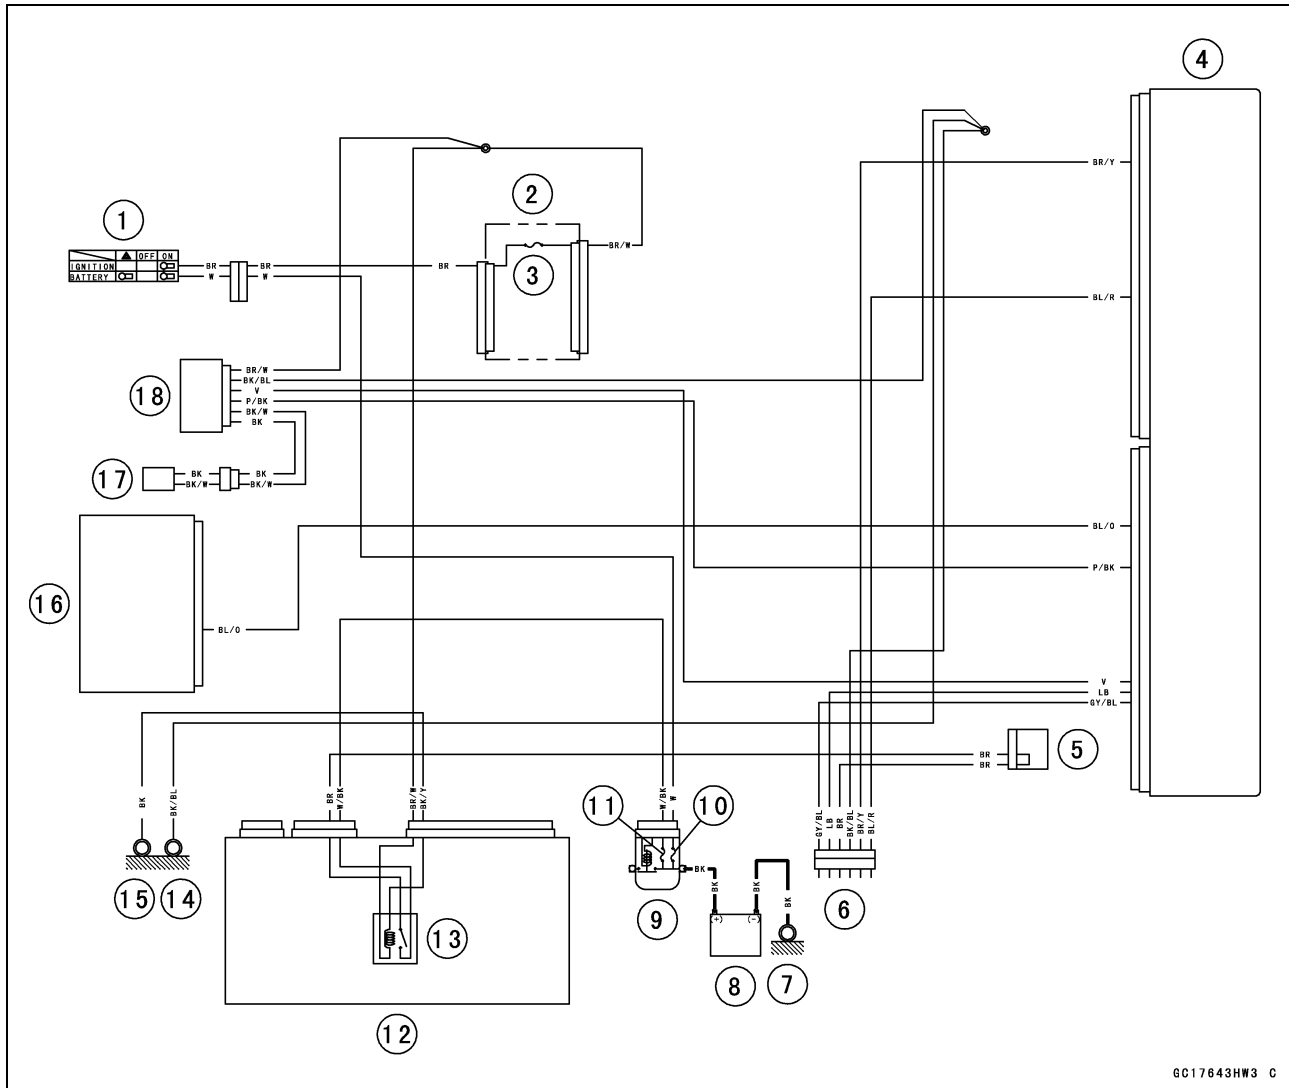 4
BR/Y
2
1
BR/W
▲ OFF ON
IGNITION
BATTERY
BR BR BR
W W
3
BL/R
BR/W
BK/BL
V
P/BK
BK/W
BK
18
17
BK BK
BK/W BK/W
BL/O
P/BK
16
BL/O
V
LB
GY/BL
5
BR
BR
BK
BK/BL
BR
W/BK
BR/W
BK/Y
11
W/BK
W
10
GY/BL
LB
BR
BK/BL
BR/Y
BL/R
BK
BK
BK
BK
(+) (-)
15 14
9
6
13
8
7
12
GC17643HW3 C